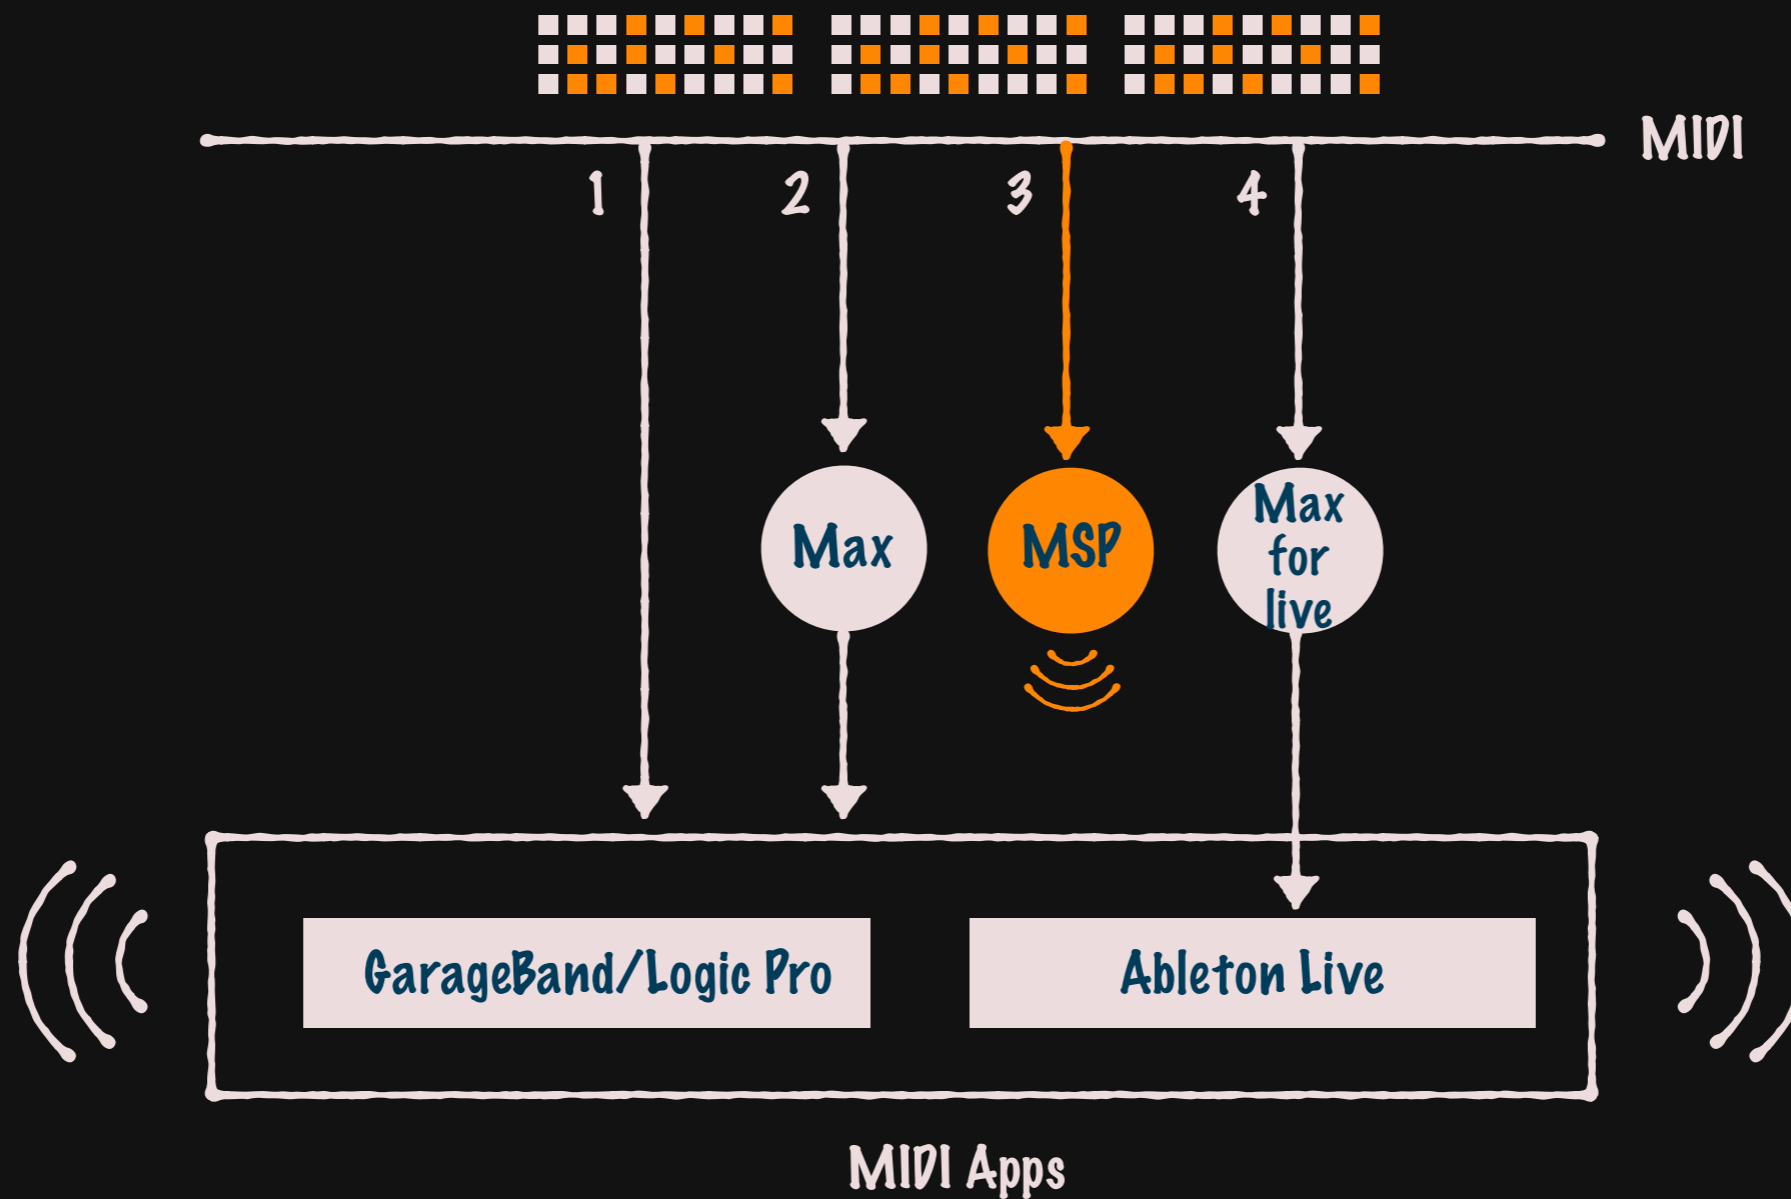 MIDI
1
2
3
4
Max
MSP
Max
for
live
GarageBand/Logic Pro
Ableton Live
MIDI Apps